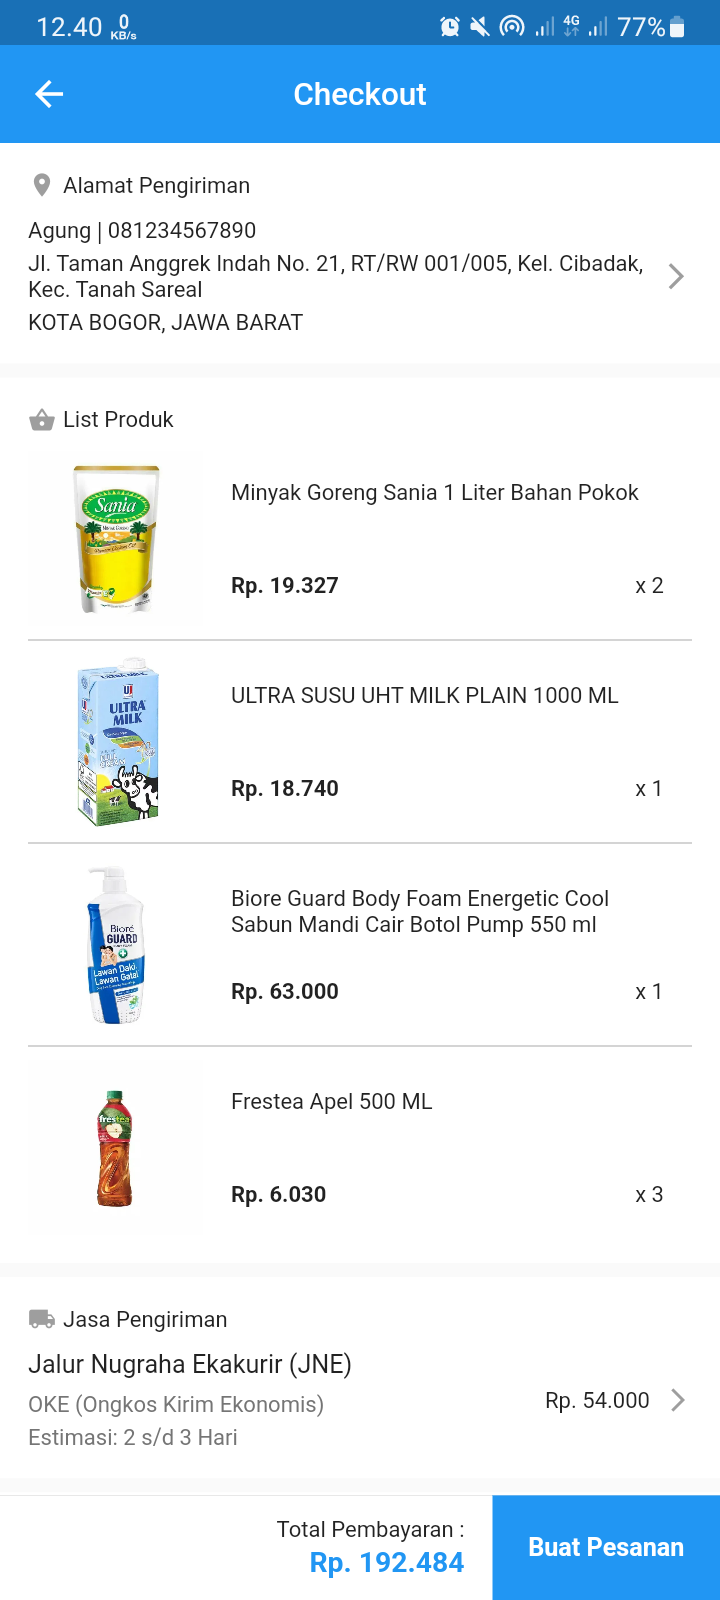 12.40 0 KB/s 4G 77%
Checkout
Alamat Pengiriman
Agung | 081234567890
Jl. Taman Anggrek Indah No. 21, RT/RW 001/005, Kel. Cibadak,
Kec. Tanah Sareal
KOTA BOGOR, JAWA BARAT
List Produk
Sania
Minyak Goreng Sania 1 Liter Bahan Pokok
Rp. 19.327 x 2
ULTRA
MILK
ULTRA SUSU UHT MILK PLAIN 1000 ML
Rp. 18.740 x 1
Bioré
GUARD
Lawan Daki,
Lawan Gatal
Biore Guard Body Foam Energetic Cool
Sabun Mandi Cair Botol Pump 550 ml
Rp. 63.000 x 1
frestea
Frestea Apel 500 ML
Rp. 6.030 x 3
Jasa Pengiriman
Jalur Nugraha Ekakurir (JNE)
OKE (Ongkos Kirim Ekonomis)
Rp. 54.000
Estimasi: 2 s/d 3 Hari
Total Pembayaran :
Rp. 192.484
Buat Pesanan